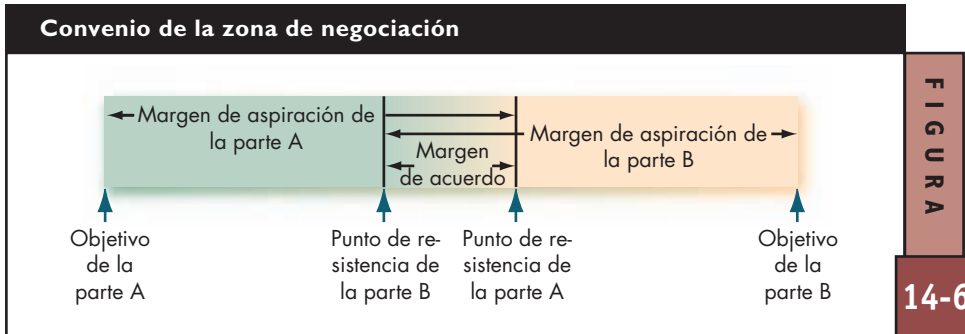 Convenio de la zona de negociación
Margen de aspiración de
la parte A
Margen de aspiración de
la parte B
Margen
de acuerdo
Objetivo
de la
parte A
Punto de re-
sistencia de
la parte B
Punto de re-
sistencia de
la parte A
Objetivo
de la
parte B
FIGURA
14-6